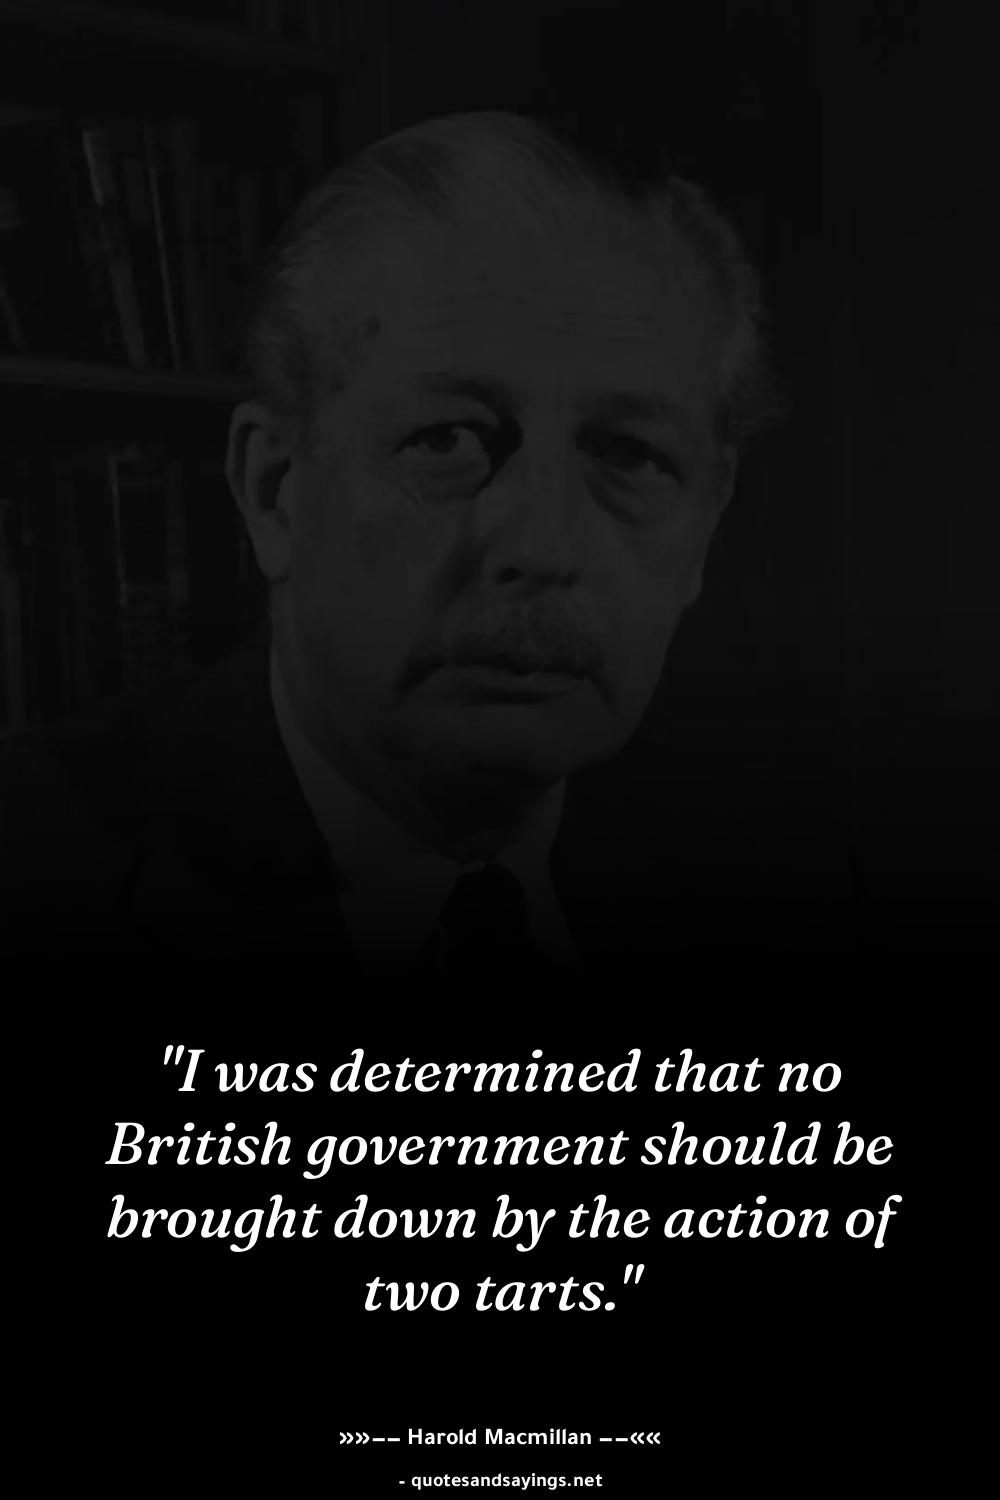 "I was determined that no
British government should be
brought down by the action of
two tarts."
»»−− Harold Macmillan −−««
- quotesandsayings.net